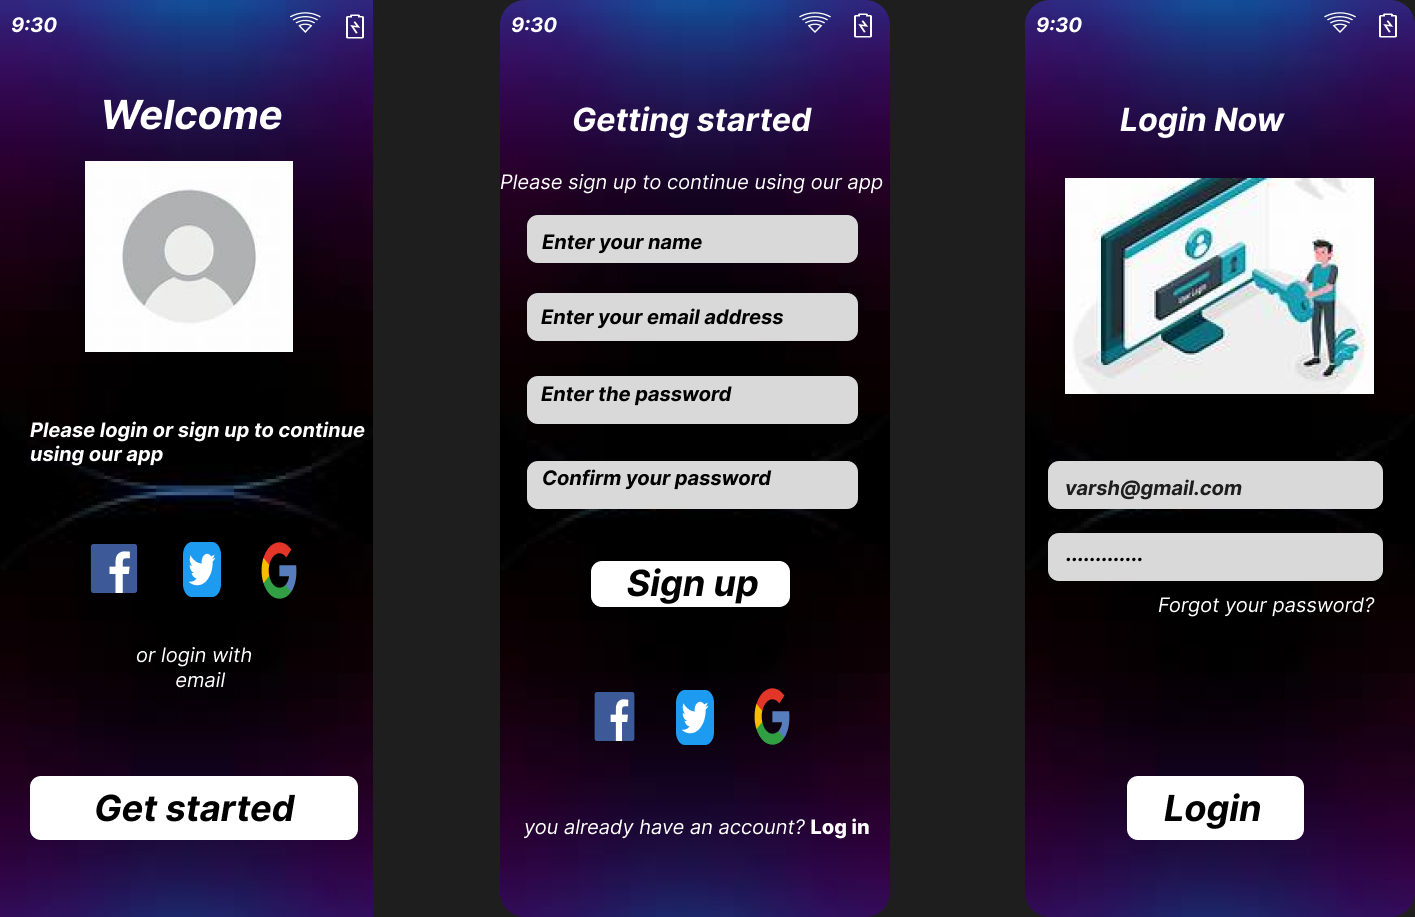 9:30
Welcome
Please login or sign up to continue
using our app
or login with
email
Get started
9:30
Getting started
Please sign up to continue using our app
Enter your name
Enter your email address
Enter the password
Confirm your password
Sign up
you already have an account? Log in
9:30
Login Now
User Login
varsh@gmail.com
.............
Forgot your password?
Login